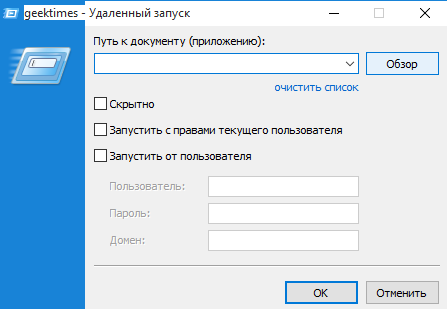 geektimes - Удаленный запуск
Путь к документу (приложению):
Обзор
очистить список
Скрытно
Запустить с правами текущего пользователя
Запустить от пользователя
Пользователь:
Пароль:
Домен:
OK
Отменить